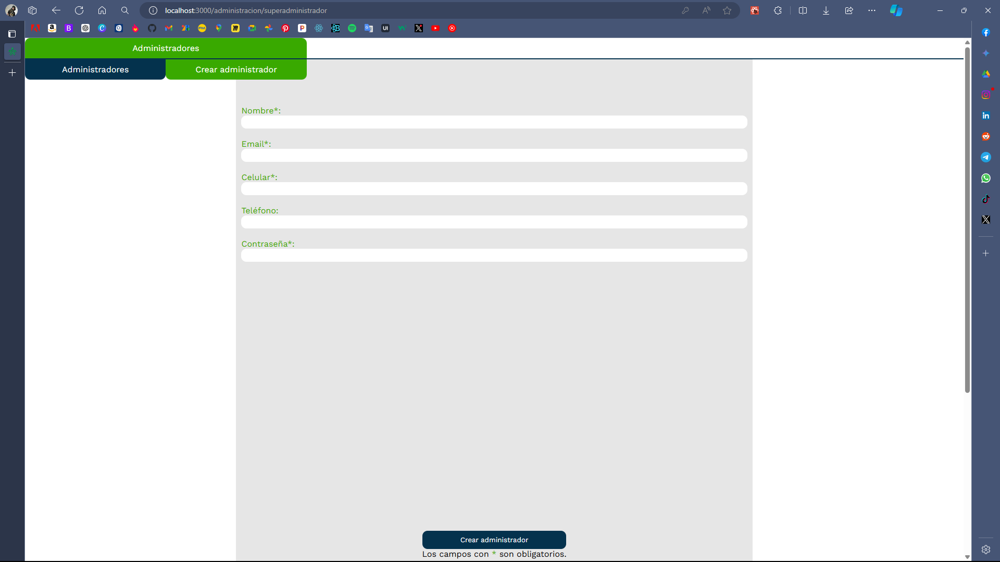 localhost:3000/administracion/superadministrador
Administradores
Administradores
Crear administrador
Nombre*:
Email*:
Celular*:
Teléfono:
Contraseña*:
Crear administrador
Los campos con * son obligatorios.